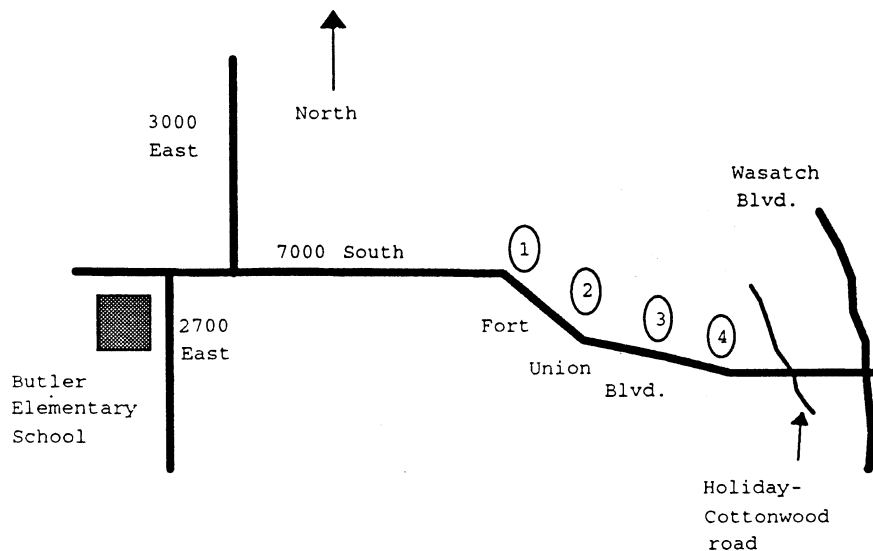 North
3000
East
Wasatch
Blvd.
7000 South
1
2
3
4
2700
East
Fort
Union
Blvd.
Butler
Elementary
School
Holiday-
Cottonwood
road